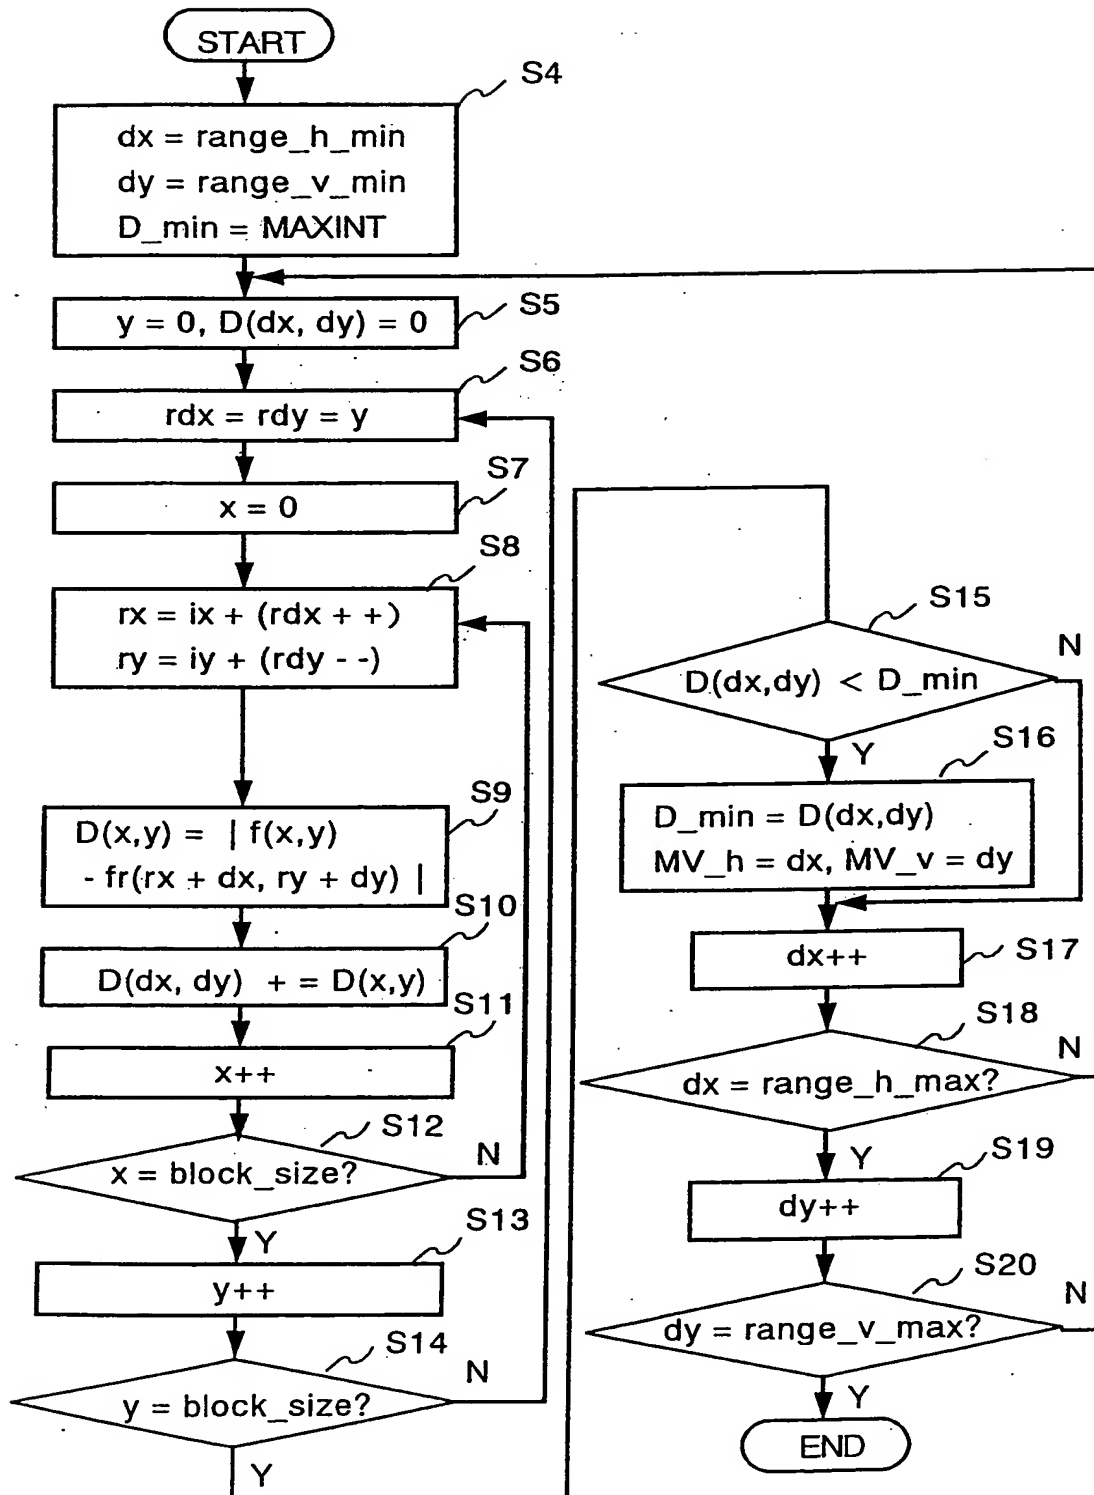 START
S4
dx = range_h_min
dy = range_v_min
D_min = MAXINT
S5
y = 0, D(dx, dy) = 0
S6
rdx = rdy = y
S7
x = 0
S8
rx = ix + (rdx + +)
ry = iy + (rdy - -)
S9
D(x,y) = | f(x,y)
- fr(rx + dx, ry + dy) |
S10
D(dx, dy) + = D(x,y)
S11
x++
S12
x = block_size?
N
Y
S13
y++
S14
y = block_size?
N
Y
S15
D(dx,dy) < D_min
N
Y
S16
D_min = D(dx,dy)
MV_h = dx, MV_v = dy
S17
dx++
S18
dx = range_h_max?
N
Y
S19
dy++
S20
dy = range_v_max?
N
Y
END